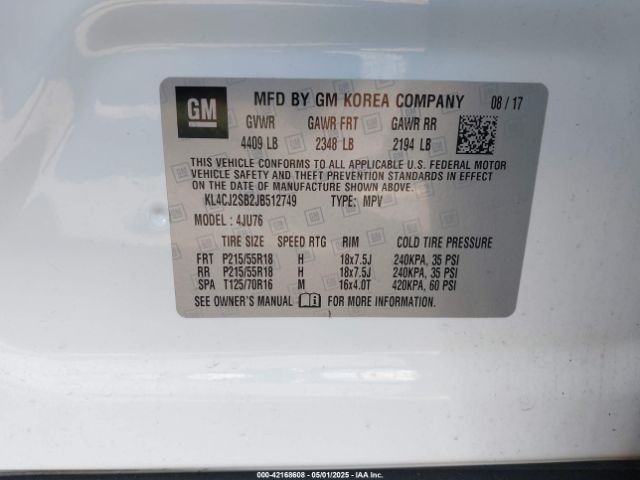 GM MFD BY GM KOREA COMPANY 08 / 17
GVWR GAWR FRT GAWR RR
4409 LB 2348 LB 2194 LB
THIS VEHICLE CONFORMS TO ALL APPLICABLE U.S. FEDERAL MOTOR
VEHICLE SAFETY AND THEFT PREVENTION STANDARDS IN EFFECT
ON THE DATE OF MANUFACTURE SHOWN ABOVE.
KL4CJ2SB2JB512749 TYPE: MPV
MODEL : 4JU76
TIRE SIZE SPEED RTG RIM COLD TIRE PRESSURE
FRT P215/55R18 H 18x7.5J 240KPA, 35 PSI
RR P215/55R18 H 18x7.5J 240KPA, 35 PSI
SPA T125/70R16 M 16x4.0T 420KPA, 60 PSI
SEE OWNER'S MANUAL FOR MORE INFORMATION.
000-42168608 - 05/01/2025 - IAA Inc.